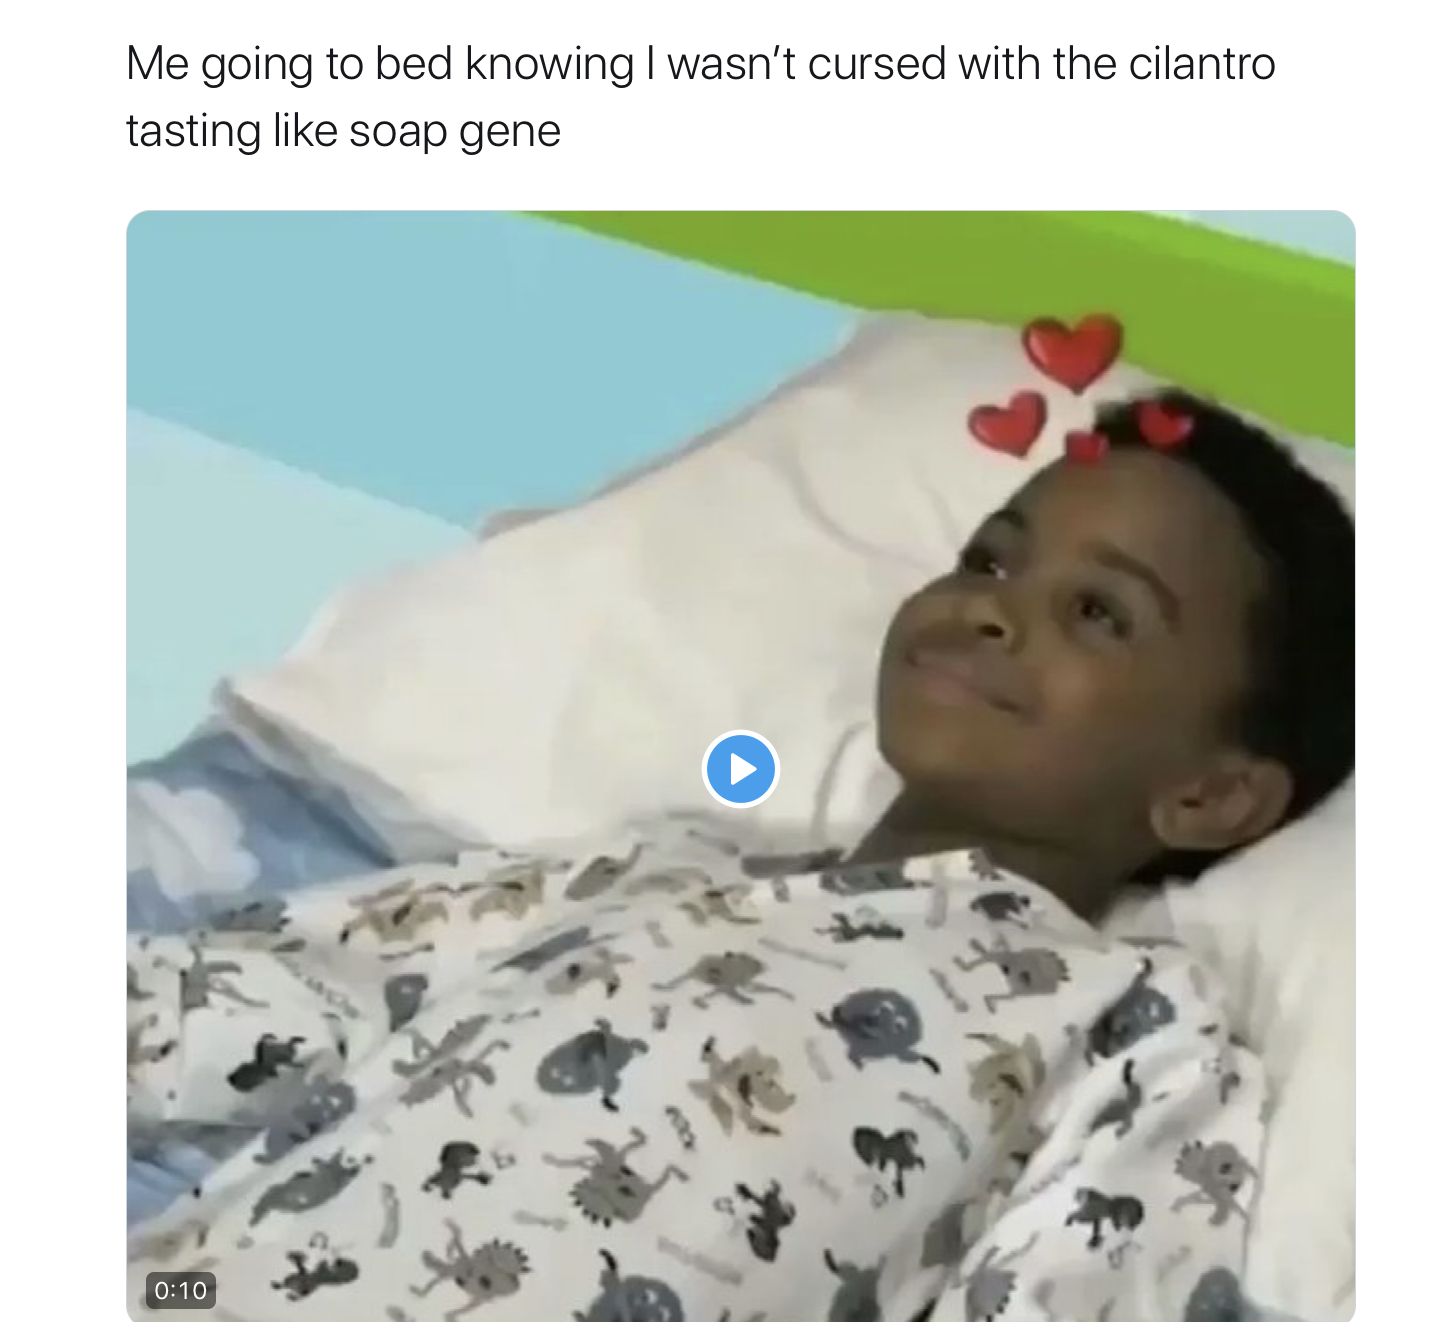 Me going to bed knowing I wasn’t cursed with the cilantro
tasting like soap gene
0:10